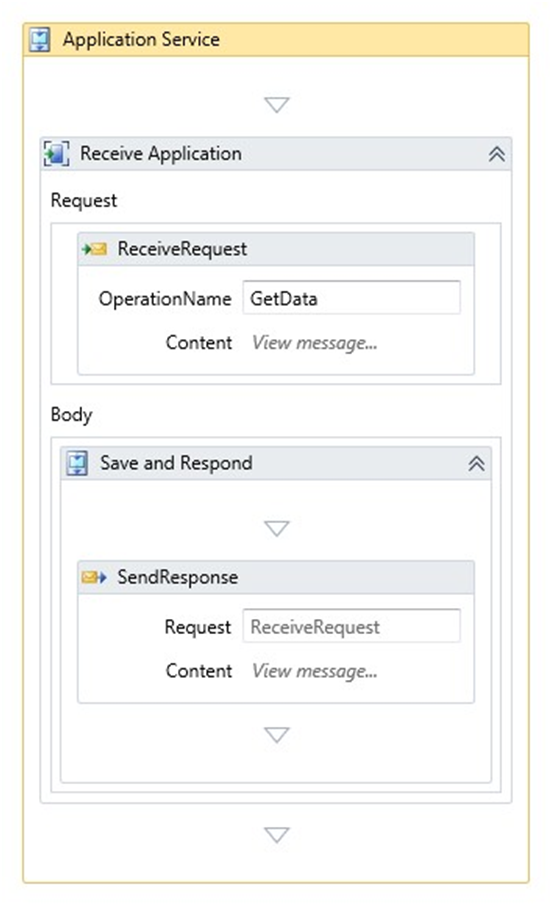 Application Service
Receive Application
Request
ReceiveRequest
OperationName GetData
Content View message...
Body
Save and Respond
SendResponse
Request ReceiveRequest
Content View message...